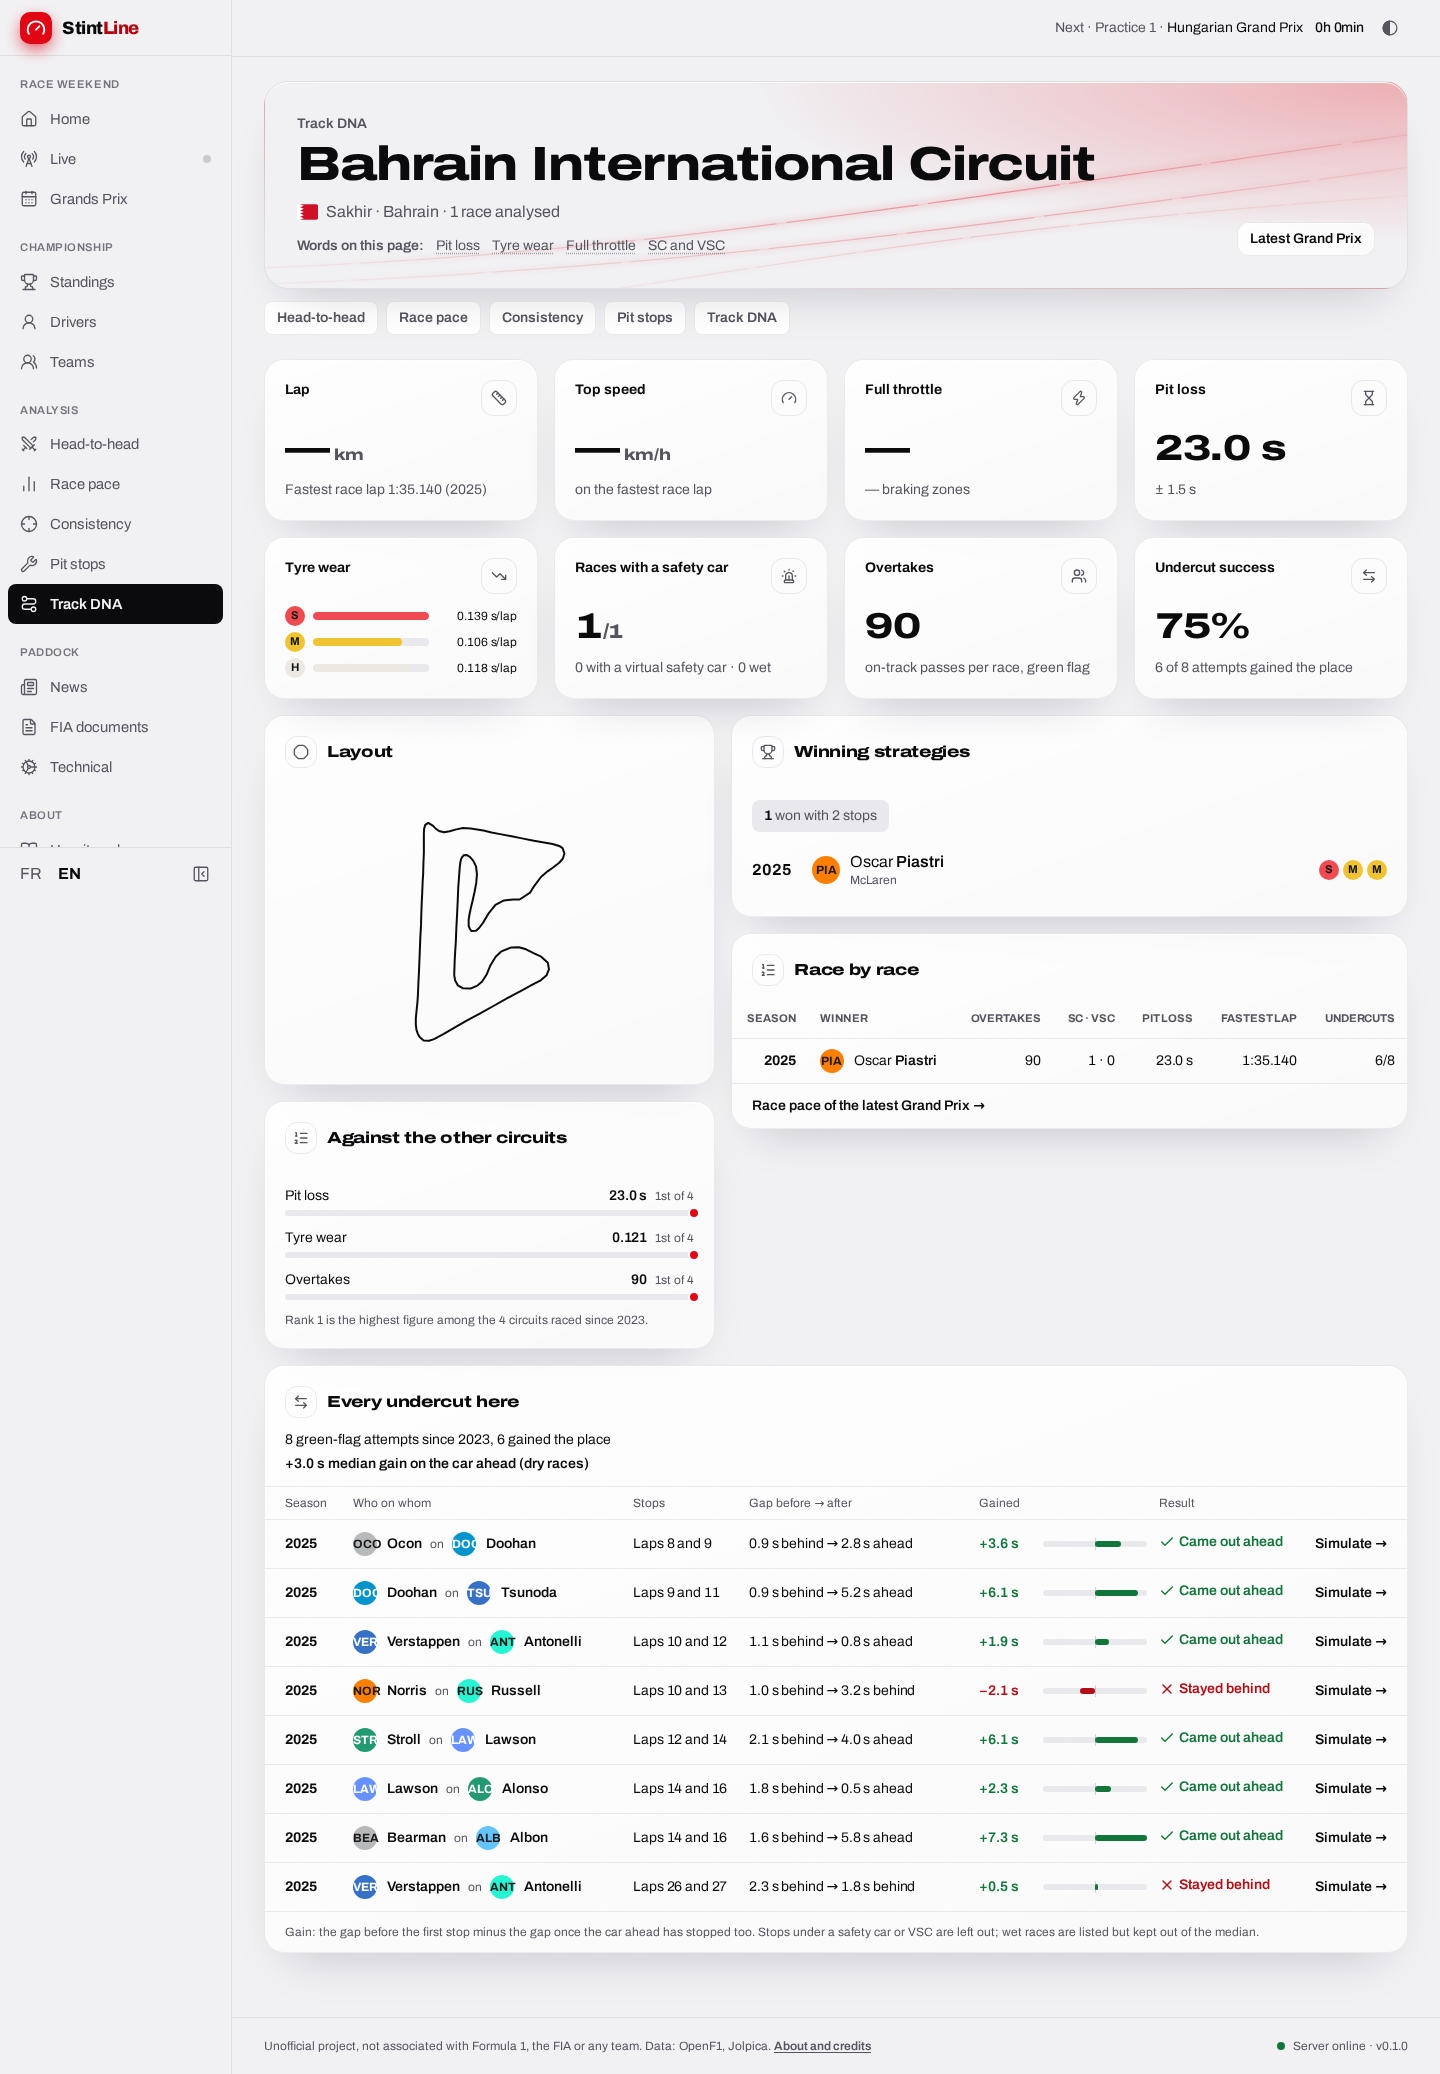 StintLine
Next · Practice 1 · Hungarian Grand Prix 0h 0min
RACE WEEKEND
Home
Live
Grands Prix
CHAMPIONSHIP
Standings
Drivers
Teams
ANALYSIS
Head-to-head
Race pace
Consistency
Pit stops
Track DNA
PADDOCK
News
FIA documents
Technical
ABOUT
FR EN
Track DNA
Bahrain International Circuit
Sakhir · Bahrain · 1 race analysed
Words on this page: Pit loss Tyre wear Full throttle SC and VSC
Latest Grand Prix
Head-to-head Race pace Consistency Pit stops Track DNA
Lap
— km
Fastest race lap 1:35.140 (2025)
Top speed
— km/h
on the fastest race lap
Full throttle
—
— braking zones
Pit loss
23.0 s
± 1.5 s
Tyre wear
S 0.139 s/lap
M 0.106 s/lap
H 0.118 s/lap
Races with a safety car
1/1
0 with a virtual safety car · 0 wet
Overtakes
90
on-track passes per race, green flag
Undercut success
75%
6 of 8 attempts gained the place
Layout
Winning strategies
1 won with 2 stops
2025 PIA Oscar Piastri S M M
McLaren
Race by race
SEASON WINNER OVERTAKES SC · VSC PIT LOSS FASTEST LAP UNDERCUTS
2025 PIA Oscar Piastri 90 1 · 0 23.0 s 1:35.140 6/8
Race pace of the latest Grand Prix →
Against the other circuits
Pit loss 23.0 s 1st of 4
Tyre wear 0.121 1st of 4
Overtakes 90 1st of 4
Rank 1 is the highest figure among the 4 circuits raced since 2023.
Every undercut here
8 green-flag attempts since 2023, 6 gained the place
+3.0 s median gain on the car ahead (dry races)
Season Who on whom Stops Gap before → after Gained Result
2025 OCO Ocon on DOO Doohan Laps 8 and 9 0.9 s behind → 2.8 s ahead +3.6 s Came out ahead Simulate →
2025 DOO Doohan on TSU Tsunoda Laps 9 and 11 0.9 s behind → 5.2 s ahead +6.1 s Came out ahead Simulate →
2025 VER Verstappen on ANT Antonelli Laps 10 and 12 1.1 s behind → 0.8 s ahead +1.9 s Came out ahead Simulate →
2025 NOR Norris on RUS Russell Laps 10 and 13 1.0 s behind → 3.2 s behind −2.1 s Stayed behind Simulate →
2025 STR Stroll on LAW Lawson Laps 12 and 14 2.1 s behind → 4.0 s ahead +6.1 s Came out ahead Simulate →
2025 LAW Lawson on ALO Alonso Laps 14 and 16 1.8 s behind → 0.5 s ahead +2.3 s Came out ahead Simulate →
2025 BEA Bearman on ALB Albon Laps 14 and 16 1.6 s behind → 5.8 s ahead +7.3 s Came out ahead Simulate →
2025 VER Verstappen on ANT Antonelli Laps 26 and 27 2.3 s behind → 1.8 s behind +0.5 s Stayed behind Simulate →
Gain: the gap before the first stop minus the gap once the car ahead has stopped too. Stops under a safety car or VSC are left out; wet races are listed but kept out of the median.
Unofficial project, not associated with Formula 1, the FIA or any team. Data: OpenF1, Jolpica. About and credits
Server online · v0.1.0